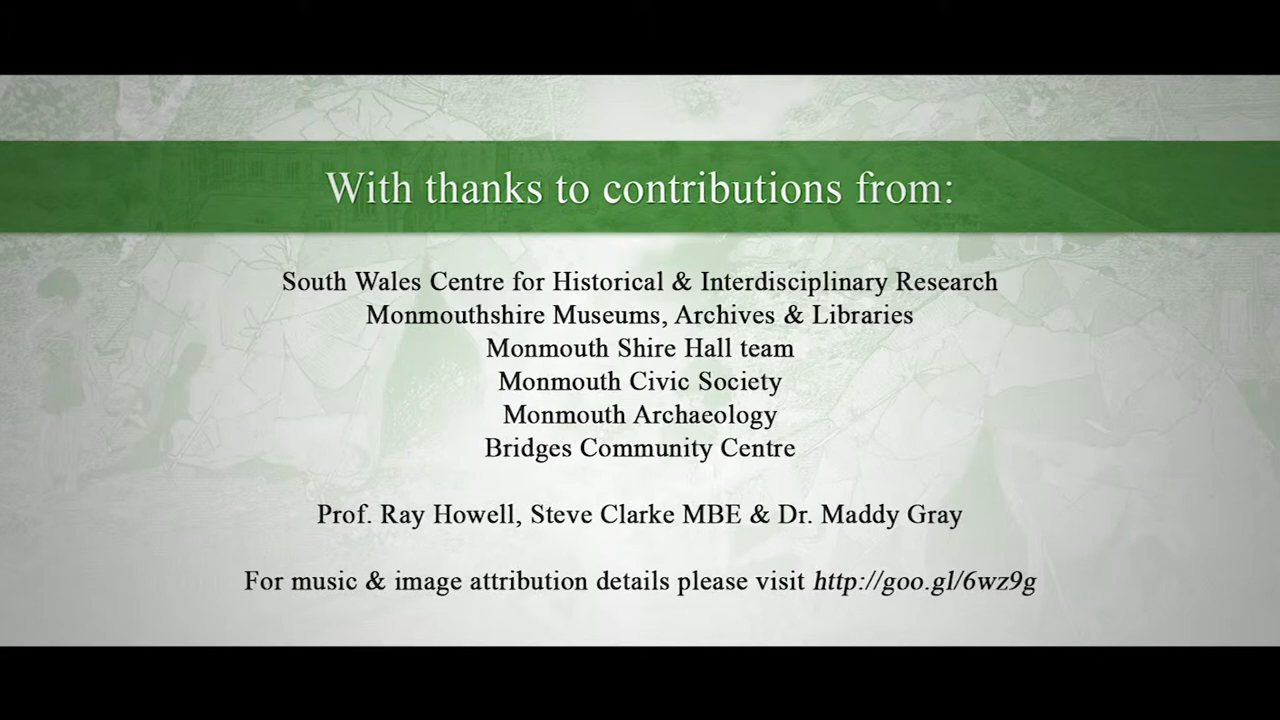 With thanks to contributions from:
South Wales Centre for Historical & Interdisciplinary Research
Monmouthshire Museums, Archives & Libraries
Monmouth Shire Hall team
Monmouth Civic Society
Monmouth Archaeology
Bridges Community Centre
Prof. Ray Howell, Steve Clarke MBE & Dr. Maddy Gray
For music & image attribution details please visit http://goo.gl/6wz9g